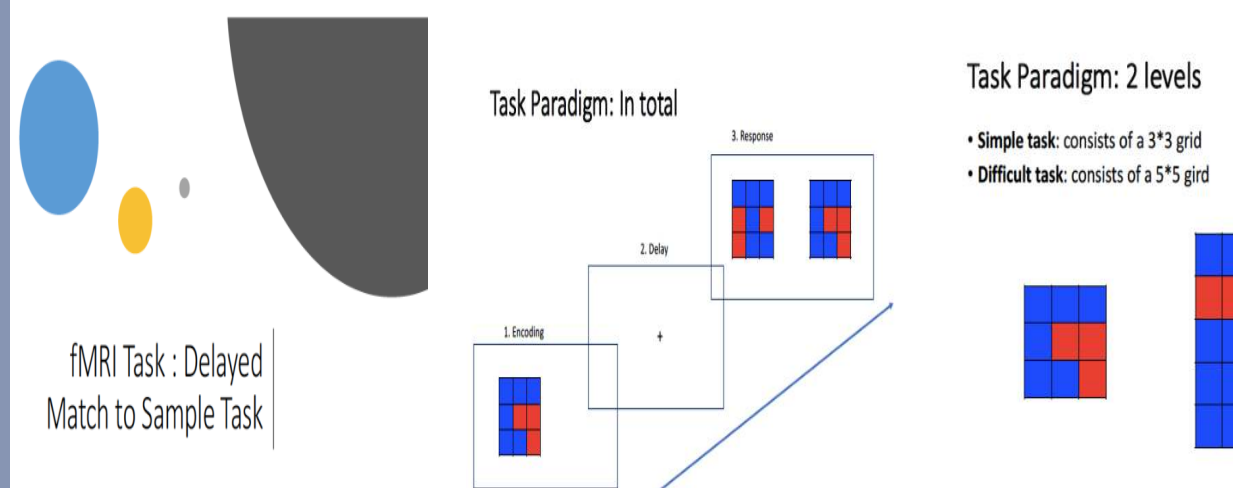 fMRI Task : Delayed
Match to Sample Task
Task Paradigm: In total
3. Response
2. Delay
+
1. Encoding
Task Paradigm: 2 levels
• Simple task: consists of a 3*3 grid
• Difficult task: consists of a 5*5 gird